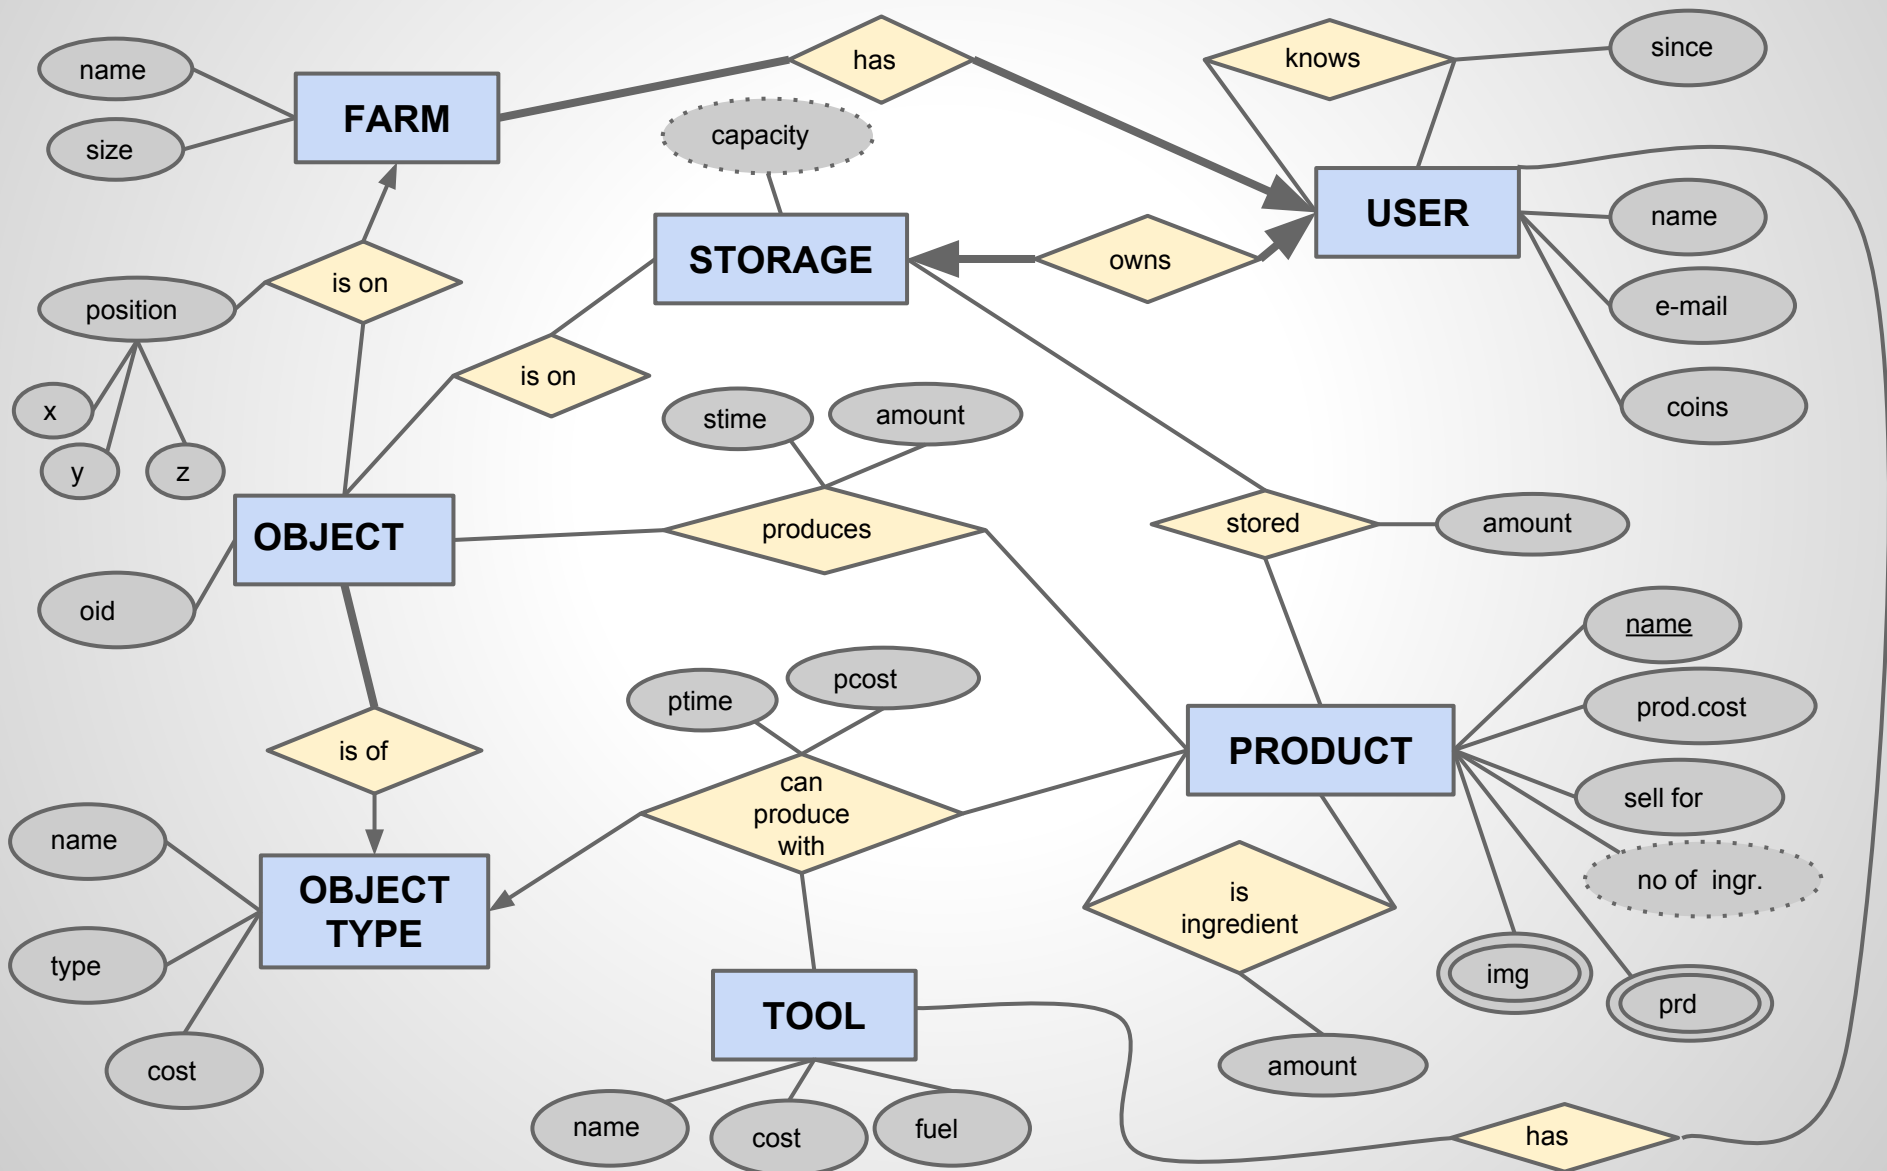 has
knows
since
name
FARM
size
capacity
name
USER
STORAGE
owns
is on
position
e-mail
is on
x
y
z
stime
amount
coins
OBJECT
produces
stored
amount
oid
name
ptime
pcost
prod.cost
is of
PRODUCT
can
produce
with
sell for
name
no of ingr.
OBJECT
TYPE
is
ingredient
type
img
prd
TOOL
cost
amount
name
cost
fuel
has